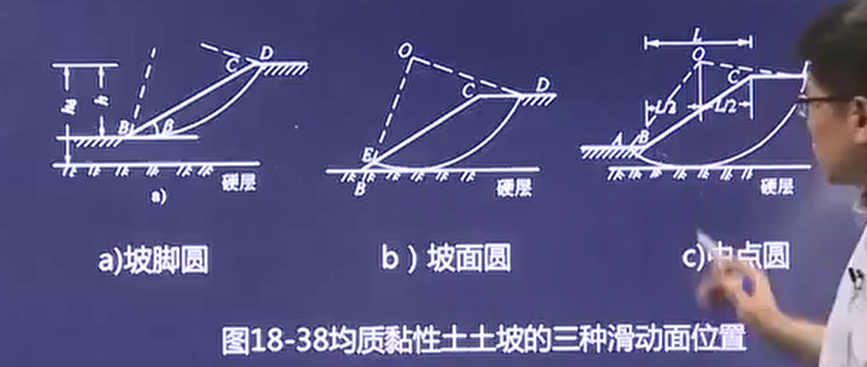 L
O
C D
B β
硬层
a)
O
C D
E
B
硬层
O
C
L/2 L/2
A B
硬层
a)坡脚圆
b）坡面圆
c)中点圆
图18-38均质黏性土土坡的三种滑动面位置